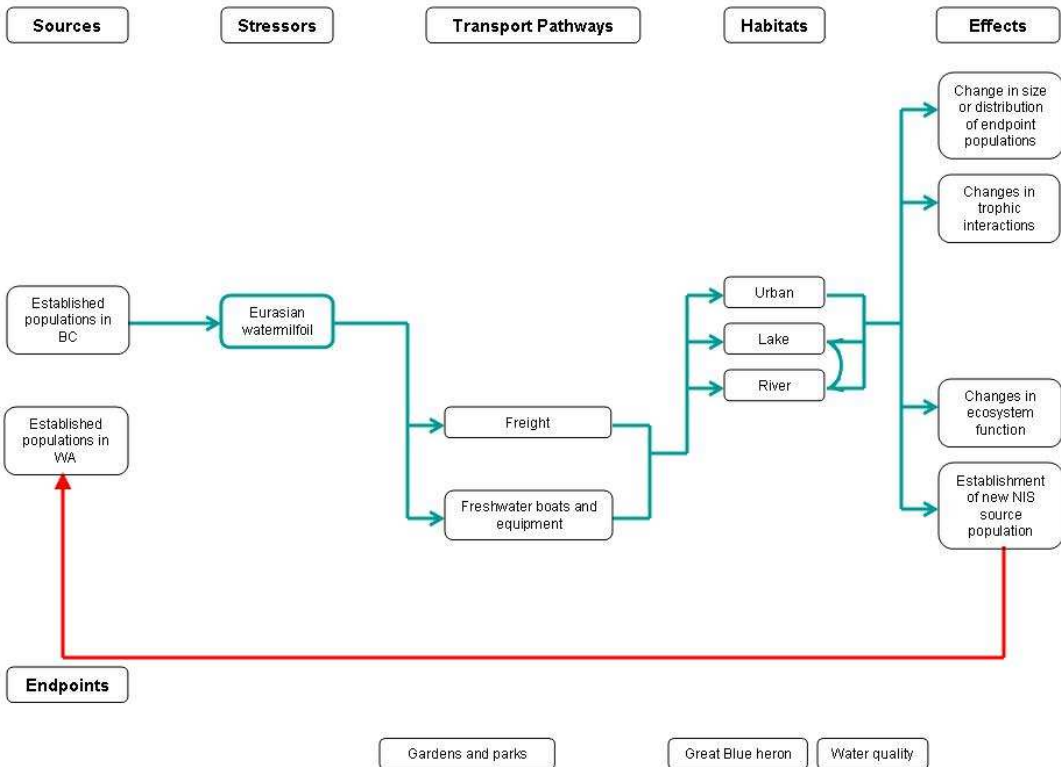 Sources
Stressors
Transport Pathways
Habitats
Effects
Change in size
or distribution
of endpoint
populations
Changes in
trophic
interactions
Established
populations in
BC
Eurasian
watermilfoil
Urban
Lake
River
Established
populations in
WA
Freight
Changes in
ecosystem
function
Freshwater boats and
equipment
Establishment
of new NIS
source
population
Endpoints
Gardens and parks
Great Blue heron
Water quality